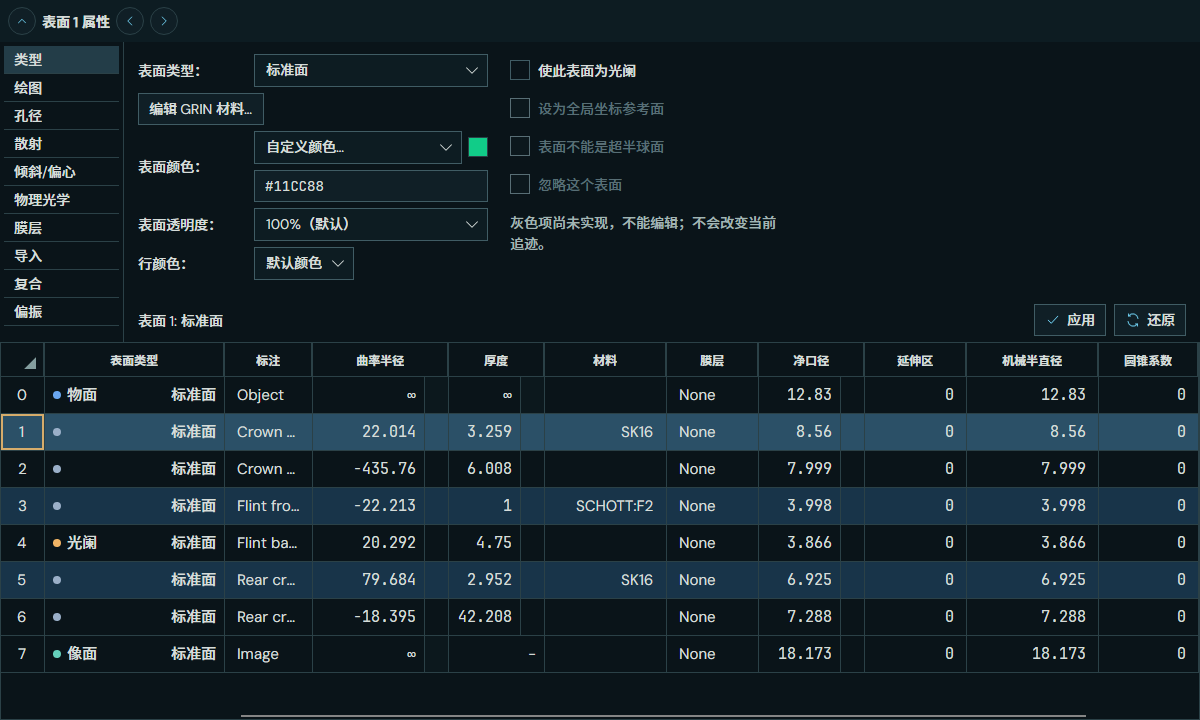 表面 1 属性
类型
绘图
孔径
散射
倾斜/偏心
物理光学
膜层
导入
复合
偏振
表面类型： 标准面
编辑 GRIN 材料...
表面颜色： 自定义颜色...
#11CC88
表面透明度： 100%（默认）
行颜色： 默认颜色
使此表面为光阑
设为全局坐标参考面
表面不能是超半球面
忽略这个表面
灰色项尚未实现，不能编辑；不会改变当前
追迹。
表面 1: 标准面 应用 还原
表面类型 标注 曲率半径 厚度 材料 膜层 净口径 延伸区 机械半直径 圆锥系数
0 物面 标准面 Object ∞ ∞ None 12.83 0 12.83 0
1 标准面 Crown ... 22.014 3.259 SK16 None 8.56 0 8.56 0
2 标准面 Crown ... -435.76 6.008 None 7.999 0 7.999 0
3 标准面 Flint fro... -22.213 1 SCHOTT:F2 None 3.998 0 3.998 0
4 光阑 标准面 Flint ba... 20.292 4.75 None 3.866 0 3.866 0
5 标准面 Rear cr... 79.684 2.952 SK16 None 6.925 0 6.925 0
6 标准面 Rear cr... -18.395 42.208 None 7.288 0 7.288 0
7 像面 标准面 Image ∞ - None 18.173 0 18.173 0